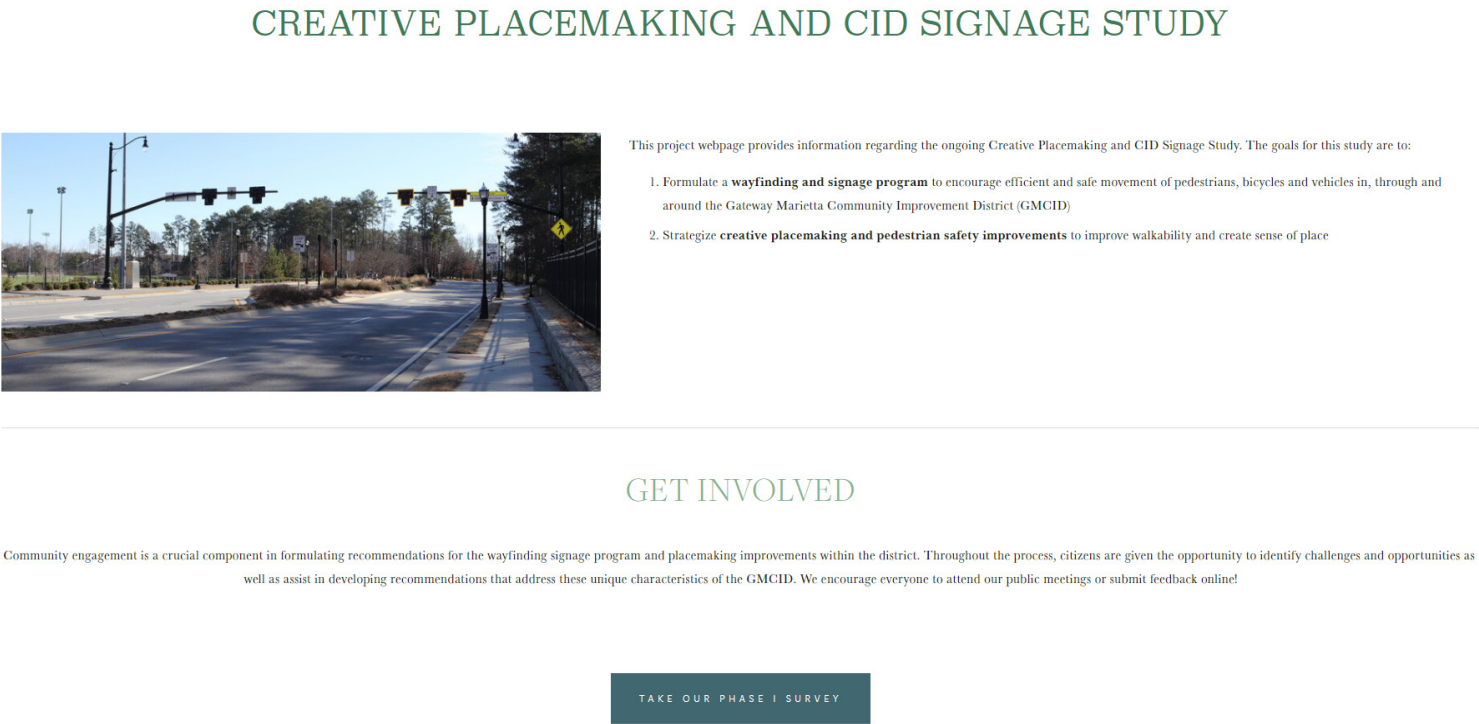 CREATIVE PLACEMAKING AND CID SIGNAGE STUDY
This project webpage provides information regarding the ongoing Creative Placemaking and CID Signage Study. The goals for this study are to:
1. Formulate a wayfinding and signage program to encourage efficient and safe movement of pedestrians, bicycles and vehicles in, through and
around the Gateway Marietta Community Improvement District (GMCID)
2. Strategize creative placemaking and pedestrian safety improvements to improve walkability and create sense of place
GET INVOLVED
Community engagement is a crucial component in formulating recommendations for the wayfinding signage program and placemaking improvements within the district. Throughout the process, citizens are given the opportunity to identify challenges and opportunities as
well as assist in developing recommendations that address these unique characteristics of the GMCID. We encourage everyone to attend our public meetings or submit feedback online!
TAKE OUR PHASE I SURVEY